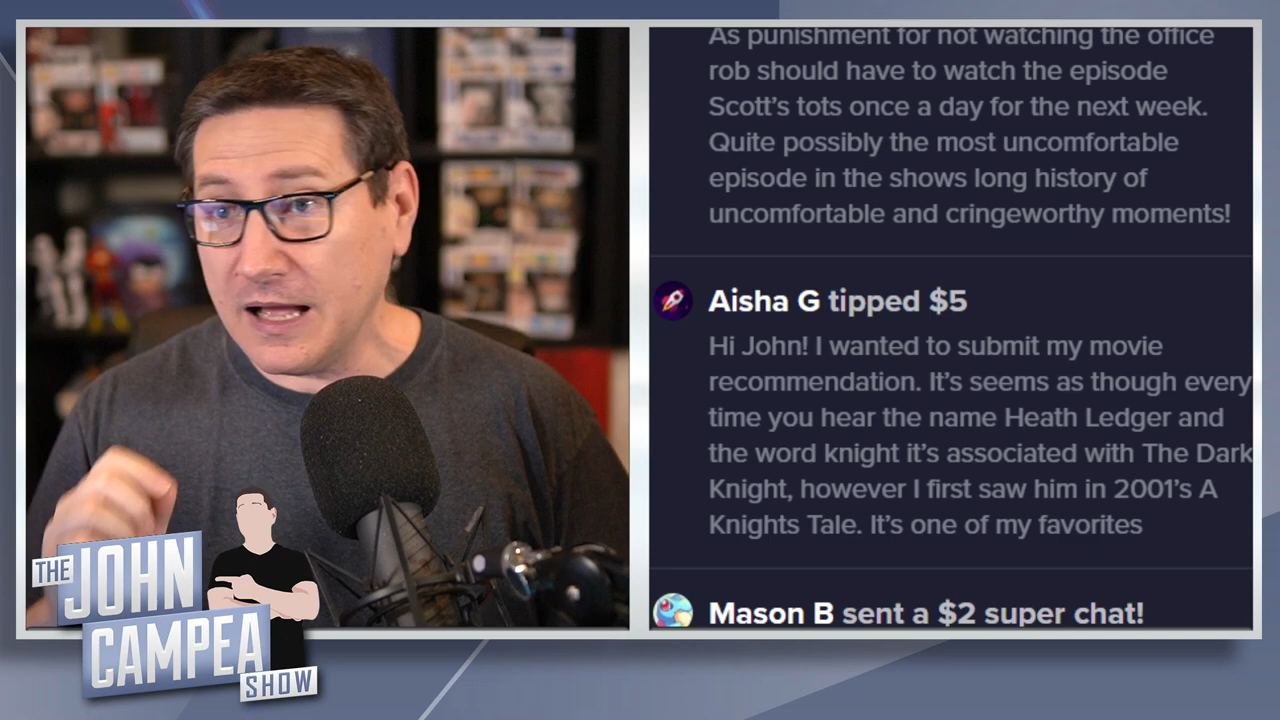 As punishment for not watching the office
rob should have to watch the episode
Scott's tots once a day for the next week.
Quite possibly the most uncomfortable
episode in the shows long history of
uncomfortable and cringeworthy moments!
Aisha G tipped $5
Hi John! I wanted to submit my movie
recommendation. It's seems as though every
time you hear the name Heath Ledger and
the word knight it's associated with The Dark
Knight, however I first saw him in 2001's A
Knights Tale. It's one of my favorites
Mason B sent a $2 super chat!
THE
JOHN
CAMPEA
SHOW